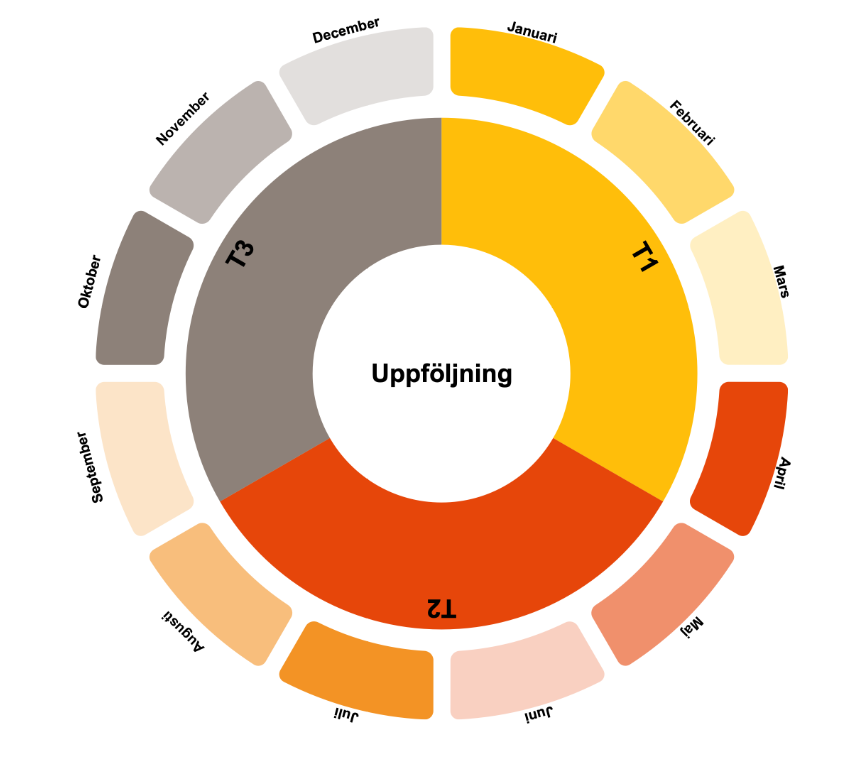 Januari
Februari
Mars
April
Maj
Juni
Juli
Augusti
September
Oktober
November
December
T1
T2
T3
Uppföljning